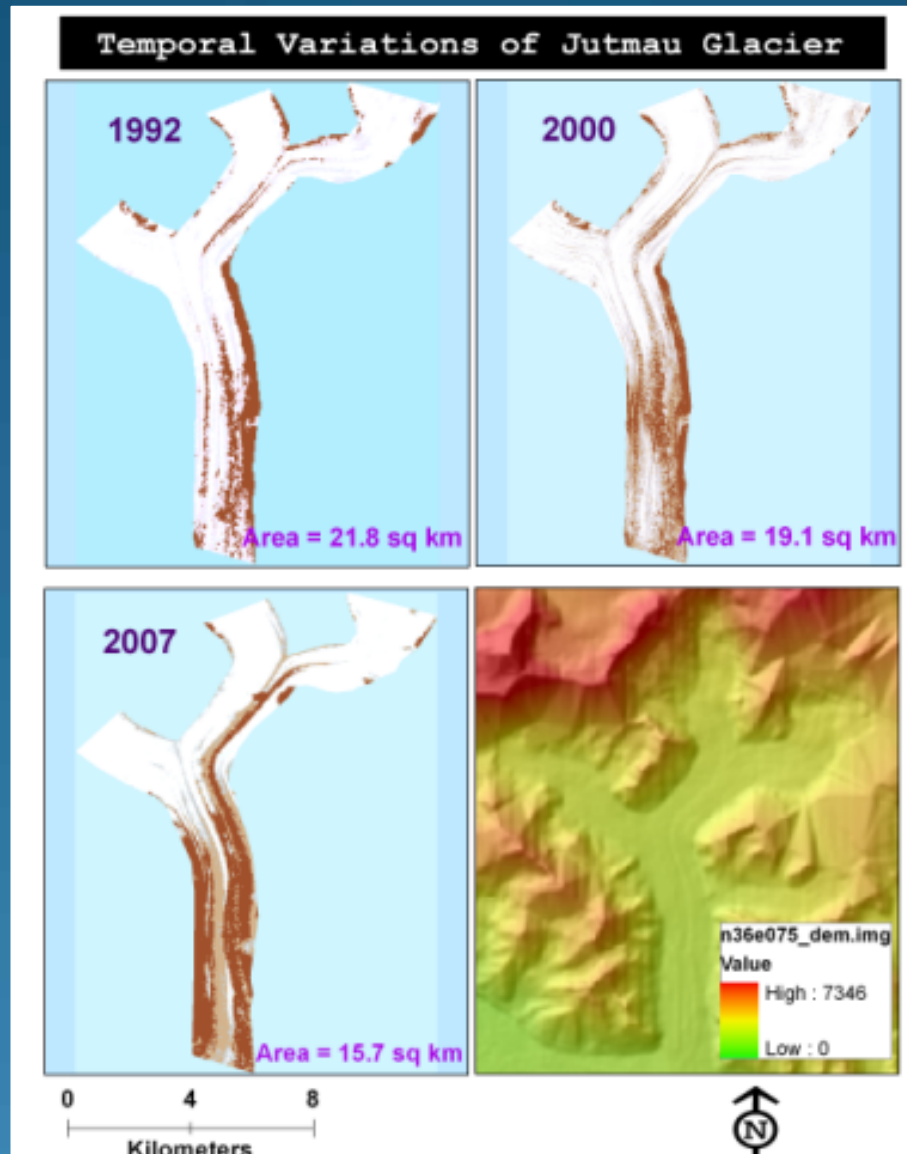 Temporal Variations of Jutmau Glacier
1992
Area = 21.8 sq km
2000
Area = 19.1 sq km
2007
Area = 15.7 sq km
n36e075_dem.img
Value
High : 7346
Low : 0
0 4 8
Kilometers
N